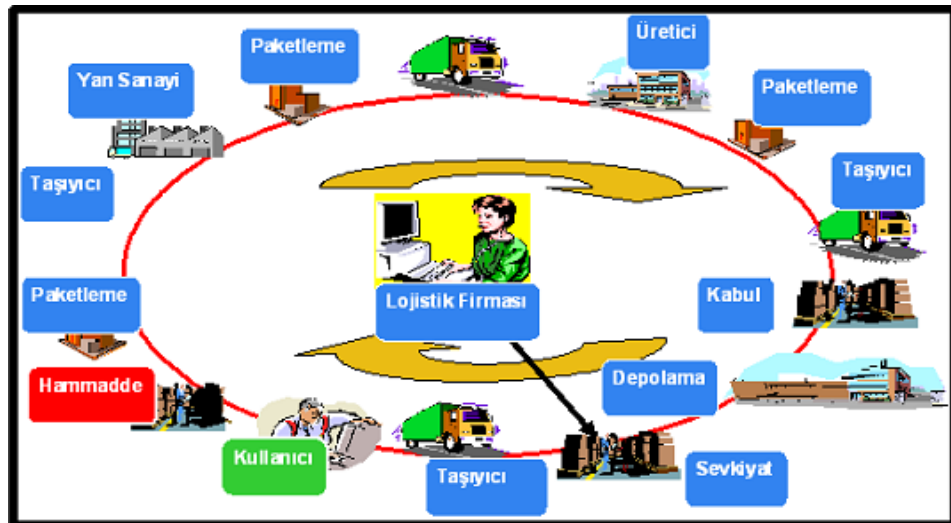 Paketleme
Üretici
Yan Sanayi
Paketleme
Taşıyıcı
Taşıyıcı
Paketleme
Lojistik Firması
Kabul
Hammadde
Depolama
Kullanıcı
Taşıyıcı
Sevkiyat